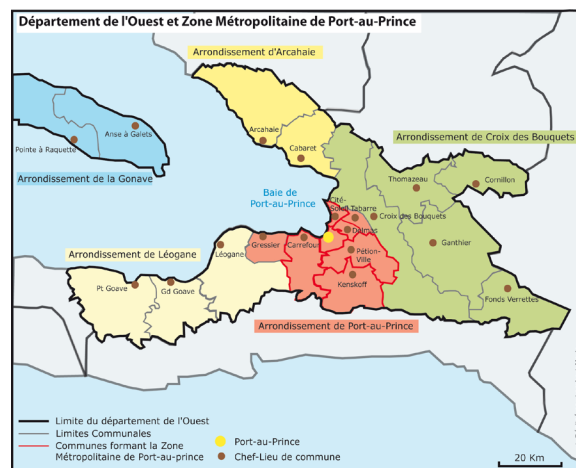 Département de l'Ouest et Zone Métropolitaine de Port-au-Prince
Arrondissement d'Arcahaie
Anse à Galets
Arcahaie
Cabaret
Arrondissement de Croix des Bouquets
Pointe à Raquette
Thomazeau
Cornillon
Arrondissement de la Gonave
Baie de
Port-au-Prince
Cité-
Soleil
Tabarre
Croix des Bouquets
Delmas
Arrondissement de Léogane
Léogane
Gressier
Carrefour
Pétion-
Ville
Ganthier
Kenskoff
Pt Goave
Gd Goave
Fonds Verrettes
Arrondissement de Port-au-Prince
Limite du département de l'Ouest
Limites Communales
Communes formant la Zone
Métropolitaine de Port-au-prince
Port-au-Prince
Chef-Lieu de commune
20 Km